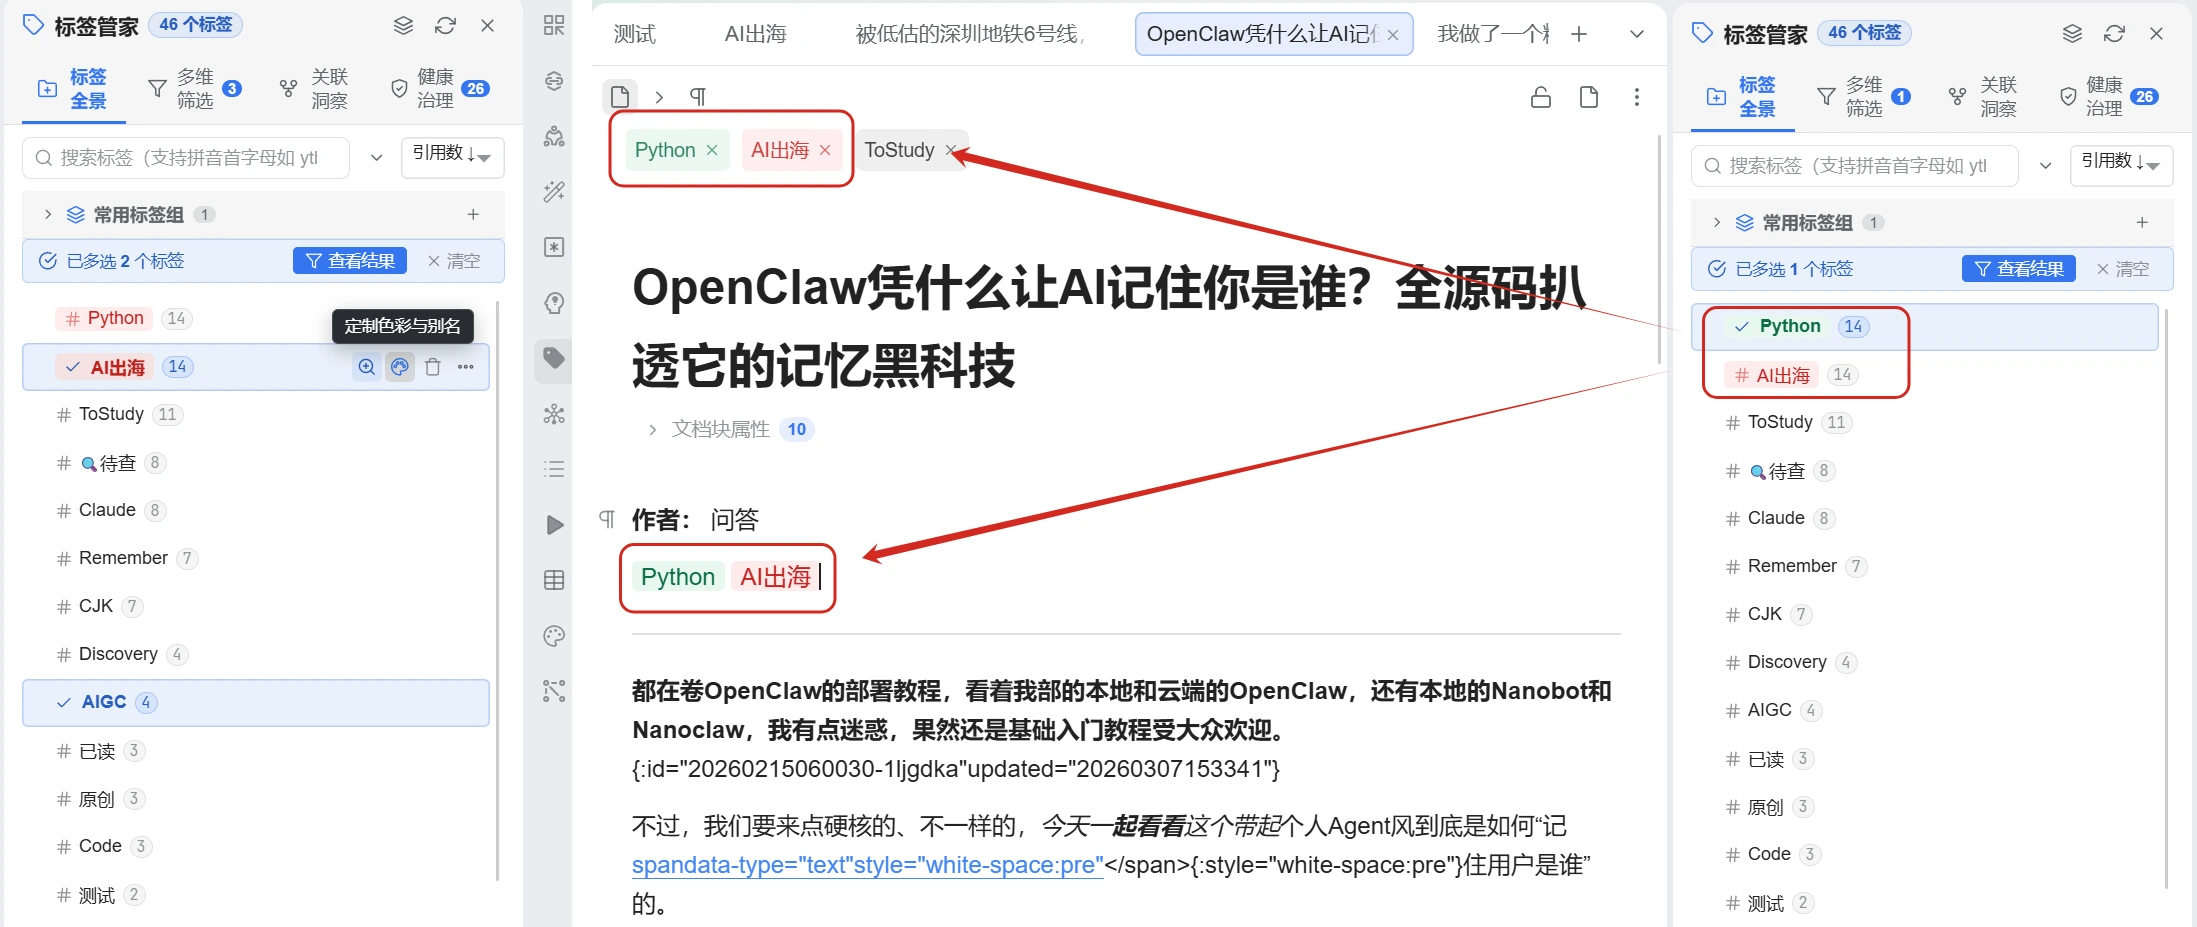 标签管家 46 个标签
标签全景
多维筛选 3
关联洞察
健康治理 26
搜索标签（支持拼音首字母如 ytl
引用数↓
常用标签组 1 +
已多选 2 个标签 查看结果 × 清空
# Python 14
定制色彩与别名
AI出海 14
# ToStudy 11
# 🔍待查 8
# Claude 8
# Remember 7
# CJK 7
# Discovery 4
AIGC 4
# 已读 3
# 原创 3
# Code 3
# 测试 2
测试
AI出海
被低估的深圳地铁6号线,
OpenClaw凭什么让AI记住 ×
我做了一个
Python ×
AI出海 ×
ToStudy ×
OpenClaw凭什么让AI记住你是谁？全源码扒
透它的记忆黑科技
文档块属性 10
作者： 问答
Python AI出海
都在卷OpenClaw的部署教程，看着我部的本地和云端的OpenClaw，还有本地的Nanobot和
Nanoclaw，我有点迷惑，果然还是基础入门教程受大众欢迎。
{:id="20260215060030-1ljgdka"updated="20260307153341"}
不过，我们要来点硬核的、不一样的，今天一起看看这个带起个人Agent风到底是如何“记
spandata-type="text"style="white-space:pre"</span>{:style="white-space:pre"}住用户是谁”
的。
标签管家 46 个标签
标签全景
多维筛选 1
关联洞察
健康治理 26
搜索标签（支持拼音首字母如 ytl
引用数↓
常用标签组 1 +
已多选 1 个标签 查看结果 × 清空
Python 14
# AI出海 14
# ToStudy 11
# 🔍待查 8
# Claude 8
# Remember 7
# CJK 7
# Discovery 4
# AIGC 4
# 已读 3
# 原创 3
# Code 3
# 测试 2